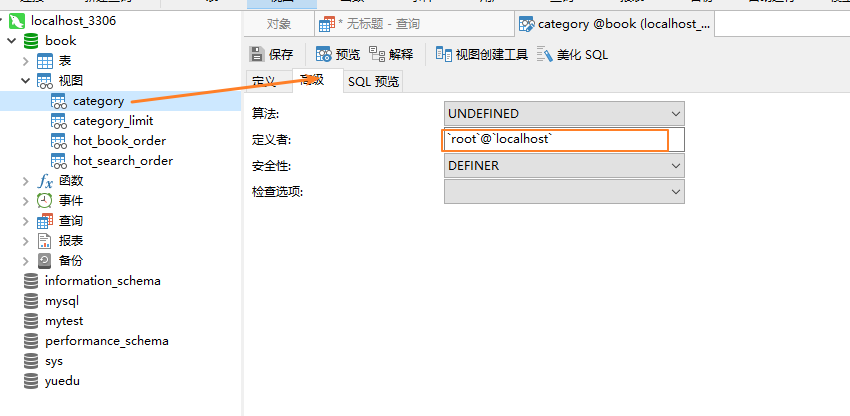 localhost_3306
book
表
视图
category
category_limit
hot_book_order
hot_search_order
函数
事件
查询
报表
备份
information_schema
mysql
mytest
performance_schema
sys
yuedu
对象
* 无标题 - 查询
category @book (localhost_...
保存
预览
解释
视图创建工具
美化 SQL
定义
高级
SQL 预览
算法:
UNDEFINED
定义者:
`root`@`localhost`
安全性:
DEFINER
检查选项: